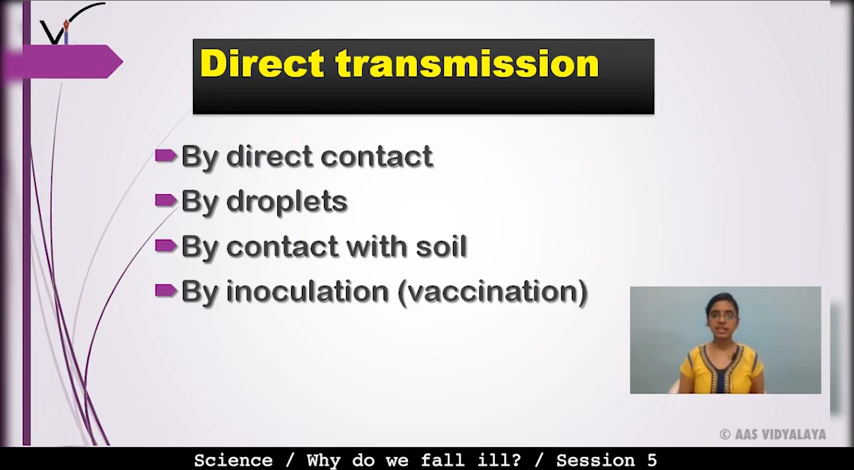 Vi
Direct transmission
By direct contact
By droplets
By contact with soil
By inoculation (vaccination)
© AAS VIDYALAYA
Science / Why do we fall ill? / Session 5